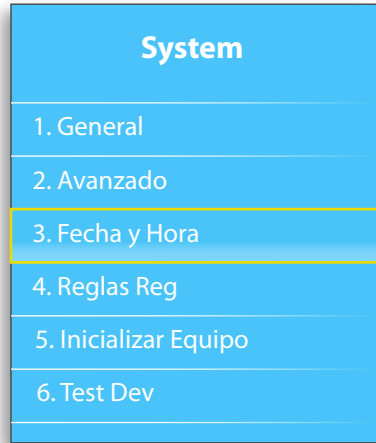 System
1. General
2. Avanzado
3. Fecha y Hora
4. Reglas Reg
5. Inicializar Equipo
6. Test Dev